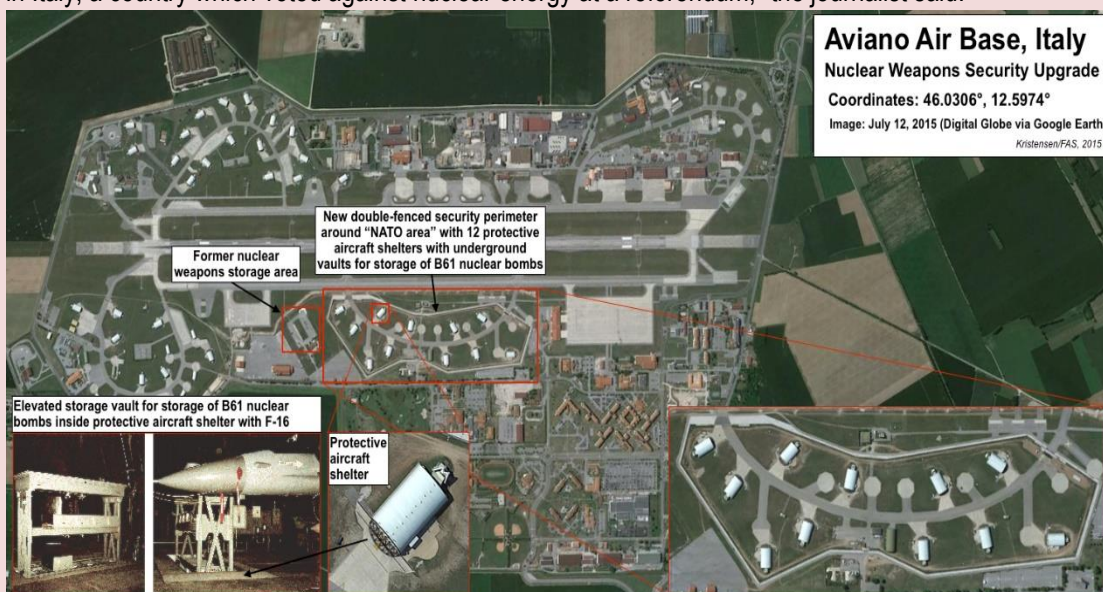 in Italy, a country which voted against nuclear energy at a referendum," the journalist said.
Aviano Air Base, Italy
Nuclear Weapons Security Upgrade
Coordinates: 46.0306°, 12.5974°
Image: July 12, 2015 (Digital Globe via Google Earth
Kristensen/FAS, 2015
New double-fenced security perimeter
around “NATO area” with 12 protective
aircraft shelters with underground
vaults for storage of B61 nuclear bombs
Former nuclear
weapons storage area
Elevated storage vault for storage of B61 nuclear
bombs inside protective aircraft shelter with F-16
Protective
aircraft
shelter